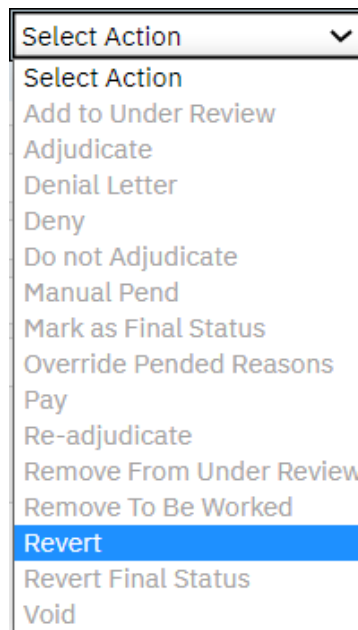 Select Action
Select Action
Add to Under Review
Adjudicate
Denial Letter
Deny
Do not Adjudicate
Manual Pend
Mark as Final Status
Override Pended Reasons
Pay
Re-adjudicate
Remove From Under Review
Remove To Be Worked
Revert
Revert Final Status
Void